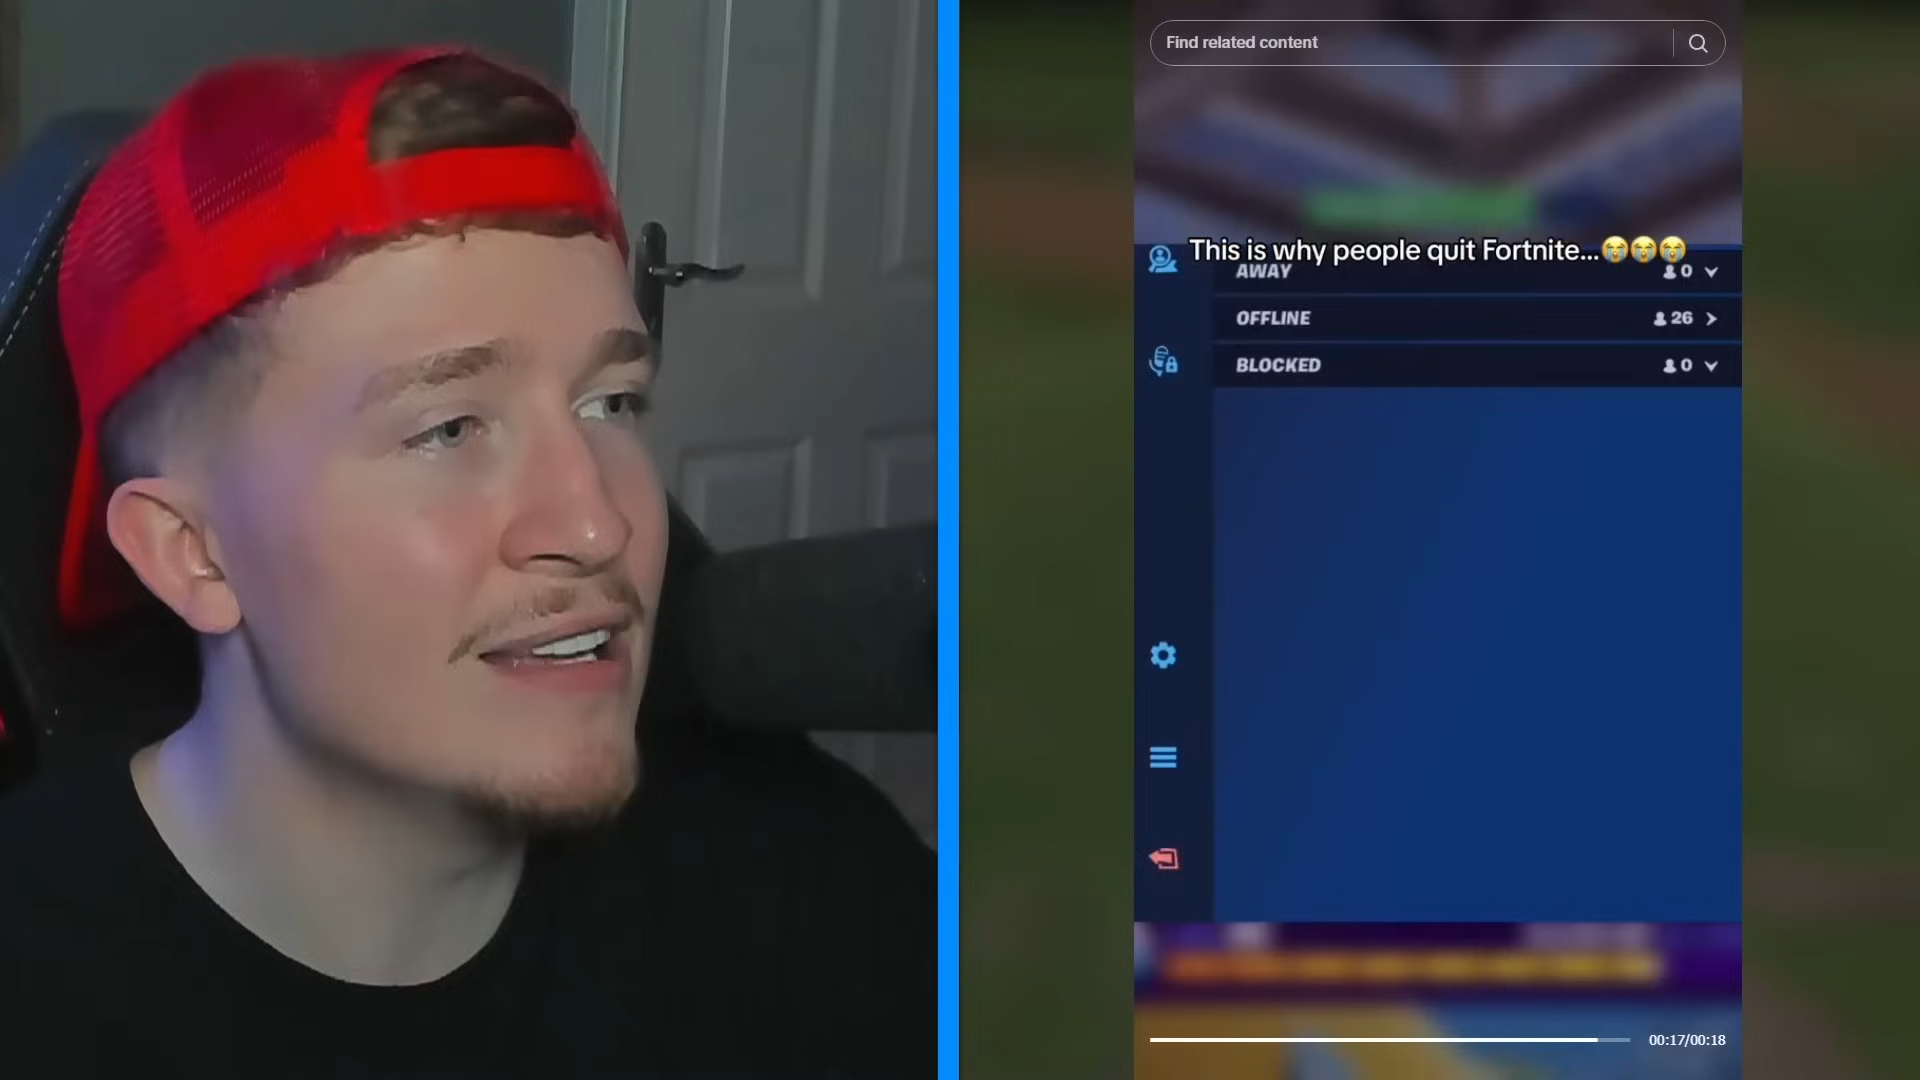 Find related content
This is why people quit Fortnite...😭😭😭
AWAY 0
OFFLINE 26
BLOCKED 0
00:17/00:18